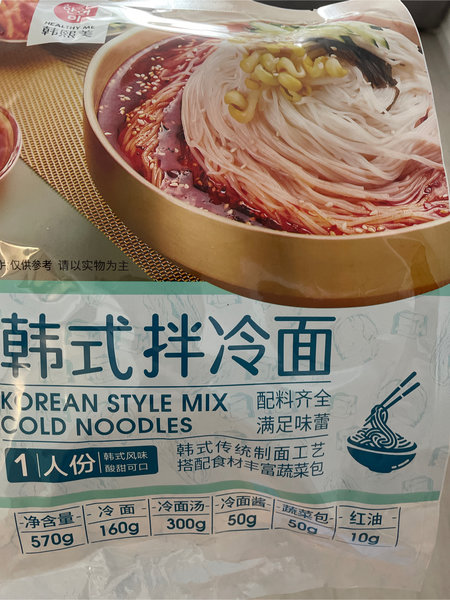 HEALTHY ME
仅供参考 请以实物为主
韩式拌冷面
KOREAN STYLE MIX
COLD NOODLES
配料齐全
满足味蕾
1人份
韩式风味
酸甜可口
韩式传统制面工艺
搭配食材丰富蔬菜包
净含量 冷面 冷面汤 冷面酱 蔬菜包 红油
570g 160g 300g 50g 50g 10g